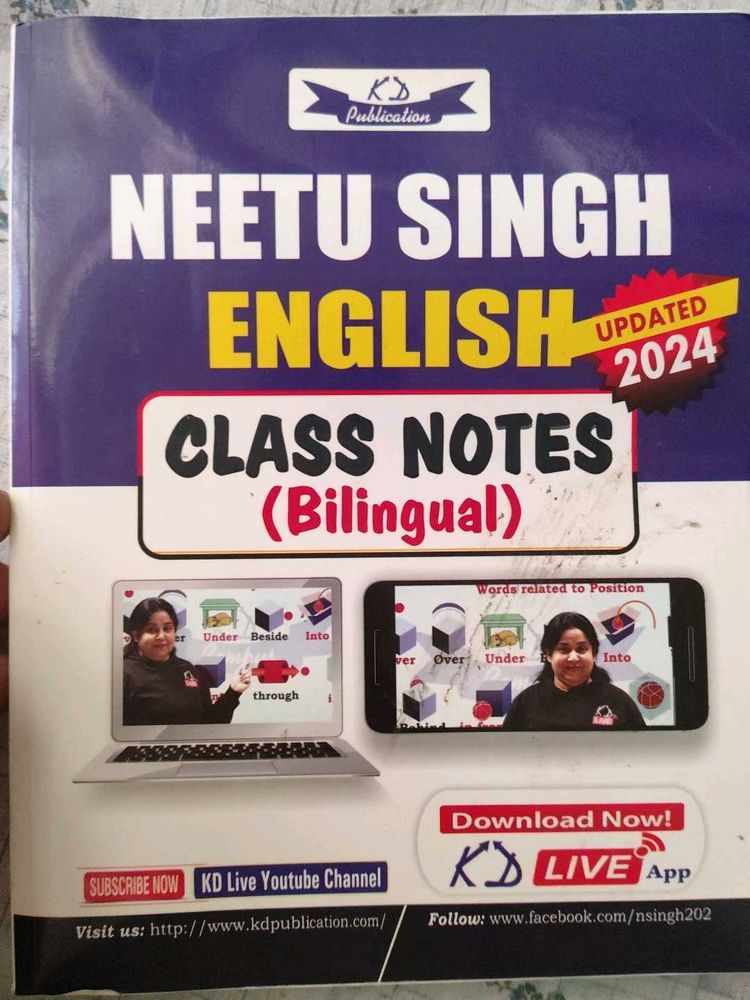 KD
Publication
NEETU SINGH
ENGLISH
UPDATED
2024
CLASS NOTES
(Bilingual)
Under Beside Into
through
Words related to Position
Over Under Into
LIVE
Download Now!
KD LIVE App
SUBSCRIBE NOW KD Live Youtube Channel
Visit us: http://www.kdpublication.com/
Follow: www.facebook.com/nsingh202